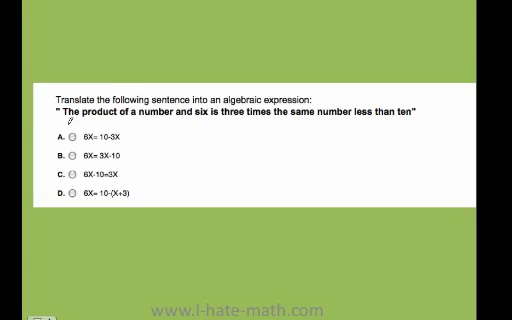 Translate the following sentence into an algebraic expression:
" The product of a number and six is three times the same number less than ten"
A. 6X= 10-3X
B. 6X= 3X-10
C. 6X-10=3X
D. 6X= 10-(X+3)
www.I-hate-math.com